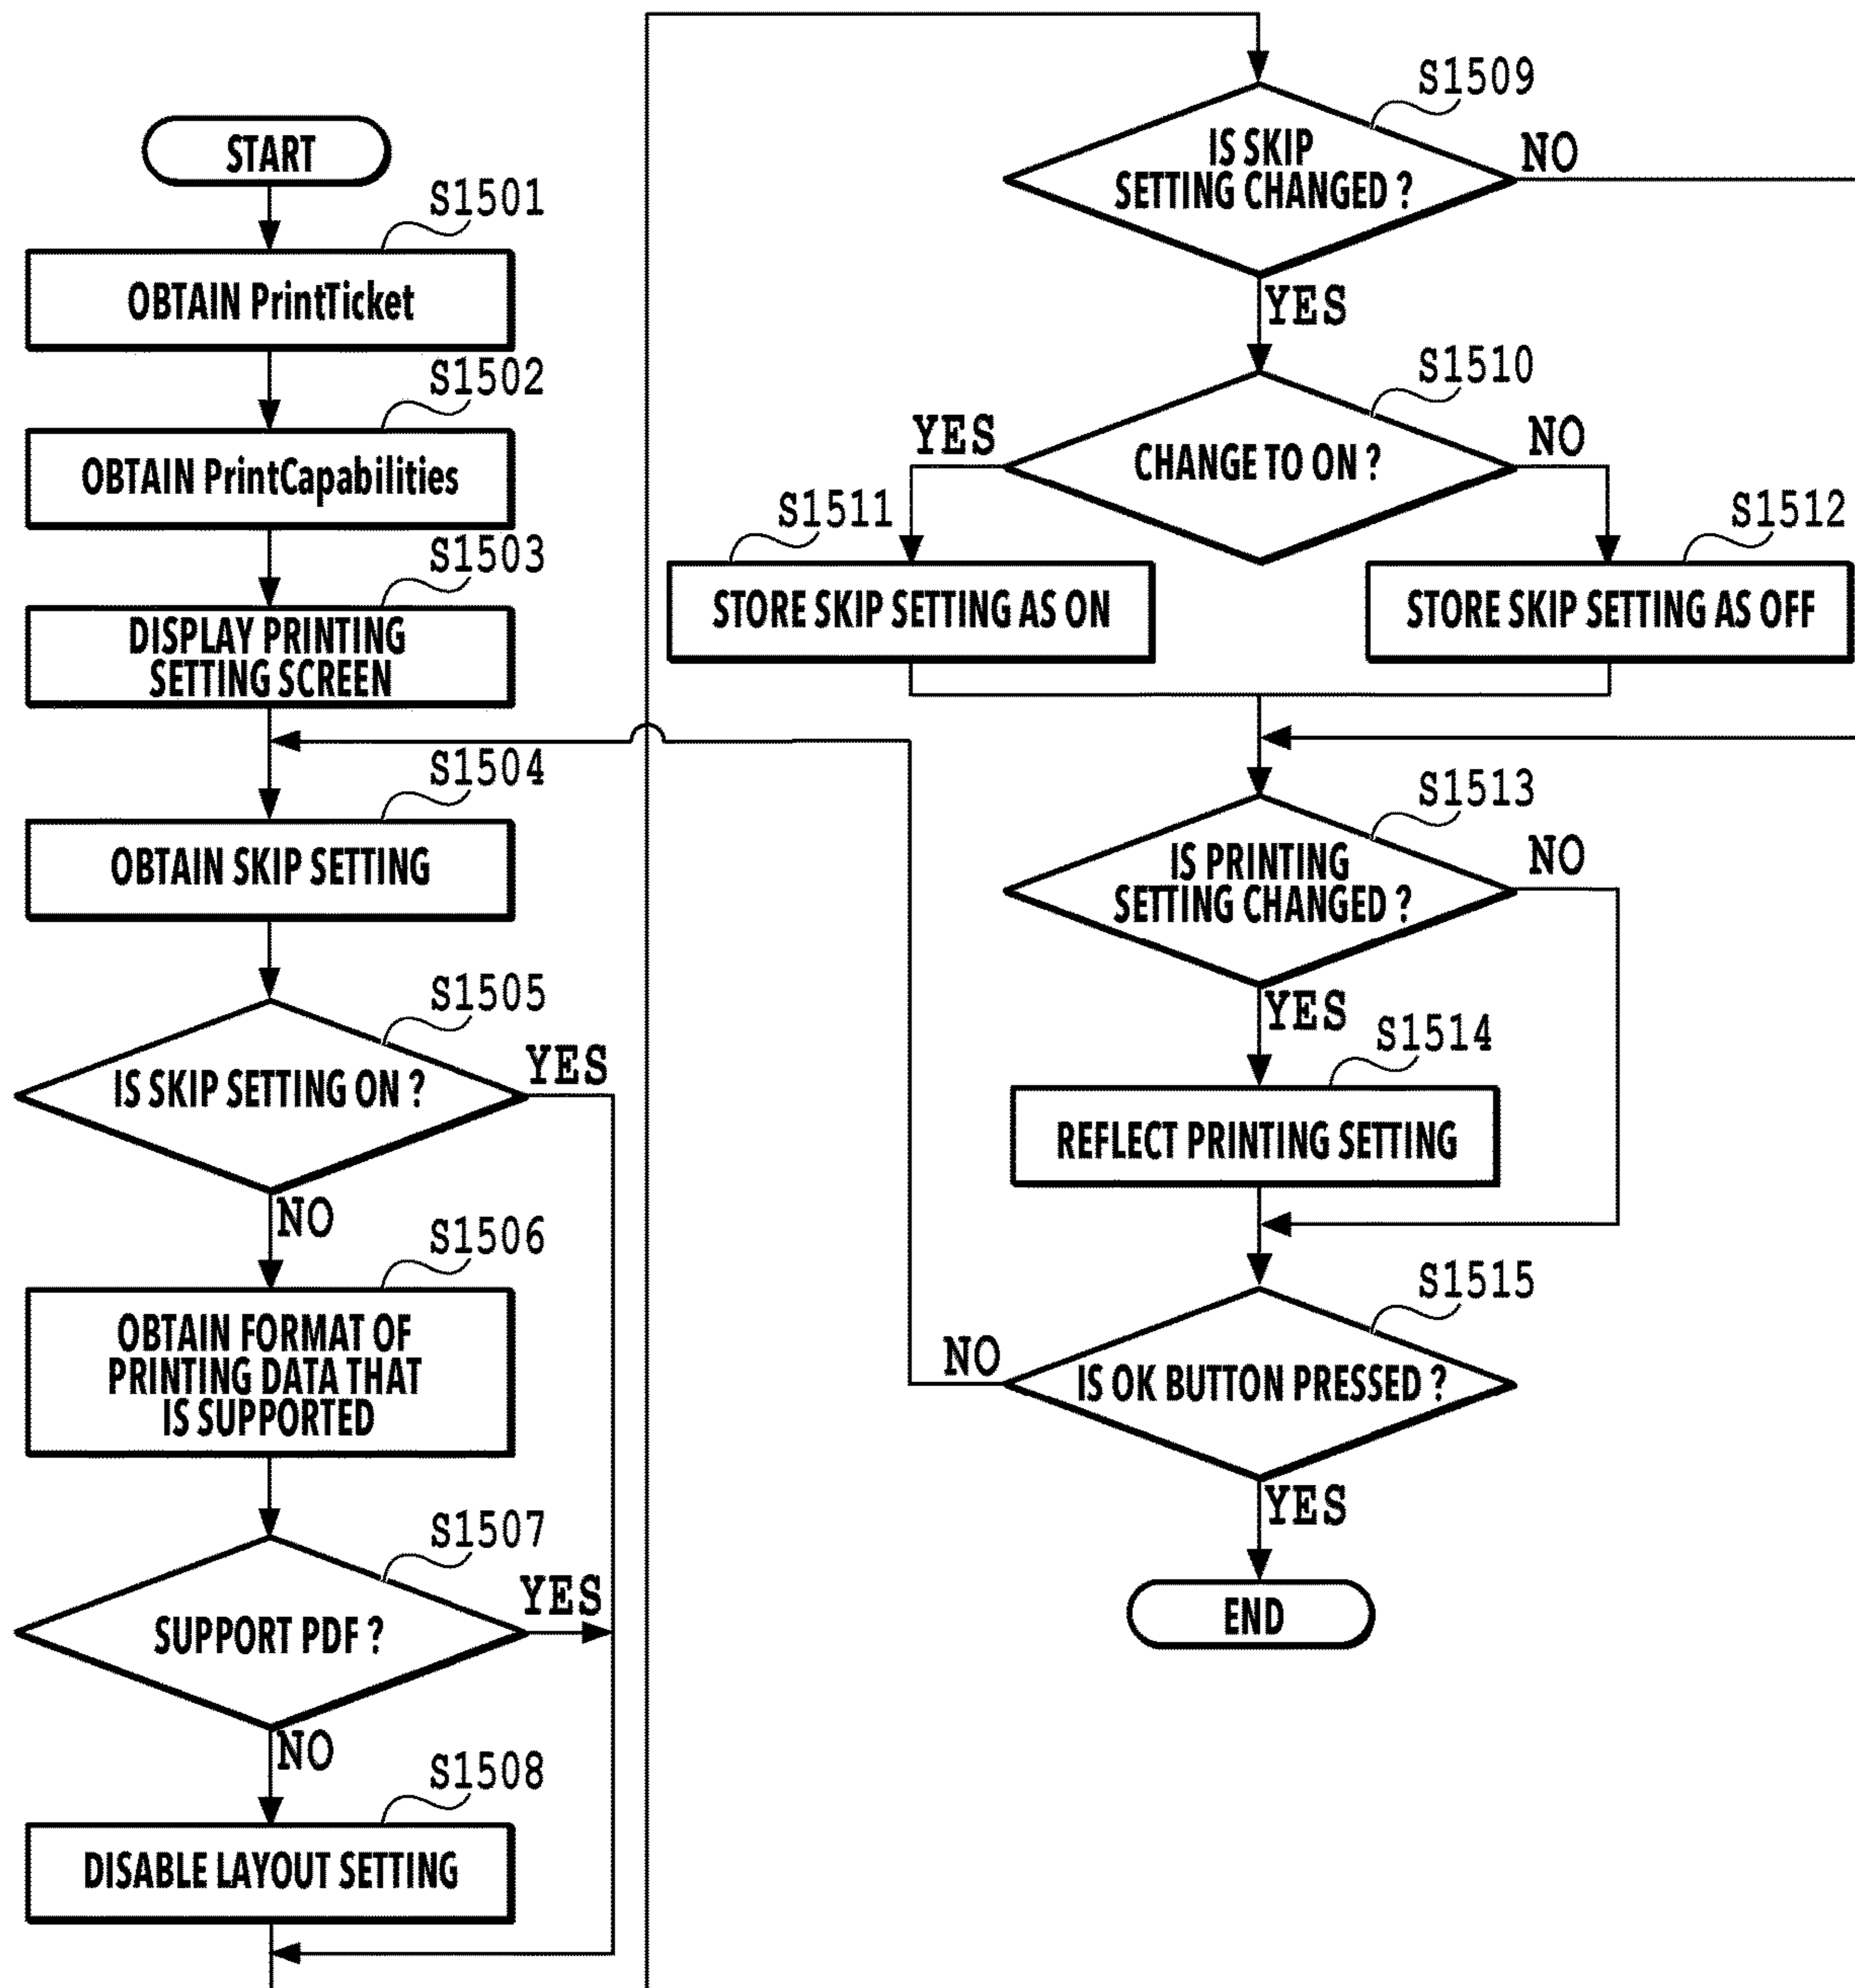 START
S1501
OBTAIN PrintTicket
S1502
OBTAIN PrintCapabilities
S1503
DISPLAY PRINTING
SETTING SCREEN
S1504
OBTAIN SKIP SETTING
S1505
IS SKIP SETTING ON ?
YES
NO
S1506
OBTAIN FORMAT OF
PRINTING DATA THAT
IS SUPPORTED
S1507
SUPPORT PDF ?
YES
NO
S1508
DISABLE LAYOUT SETTING
S1509
IS SKIP
SETTING CHANGED ?
NO
YES
S1510
CHANGE TO ON ?
YES
NO
S1511
STORE SKIP SETTING AS ON
S1512
STORE SKIP SETTING AS OFF
S1513
IS PRINTING
SETTING CHANGED ?
NO
YES
S1514
REFLECT PRINTING SETTING
S1515
IS OK BUTTON PRESSED ?
NO
YES
END